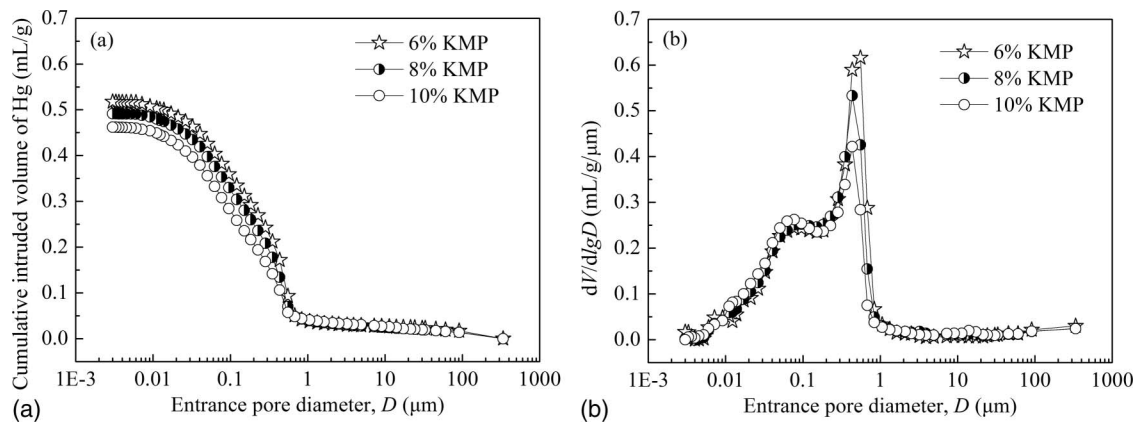 (a)
6% KMP
8% KMP
10% KMP
Cumulative intruded volume of Hg (mL/g)
0.7
0.6
0.5
0.4
0.3
0.2
0.1
0.0
1E-3 0.01 0.1 1 10 100 1000
Entrance pore diameter, D (μm)
(a)
(b)
6% KMP
8% KMP
10% KMP
dV/dlgD (mL/g/μm)
0.7
0.6
0.5
0.4
0.3
0.2
0.1
0.0
1E-3 0.01 0.1 1 10 100 1000
Entrance pore diameter, D (μm)
(b)